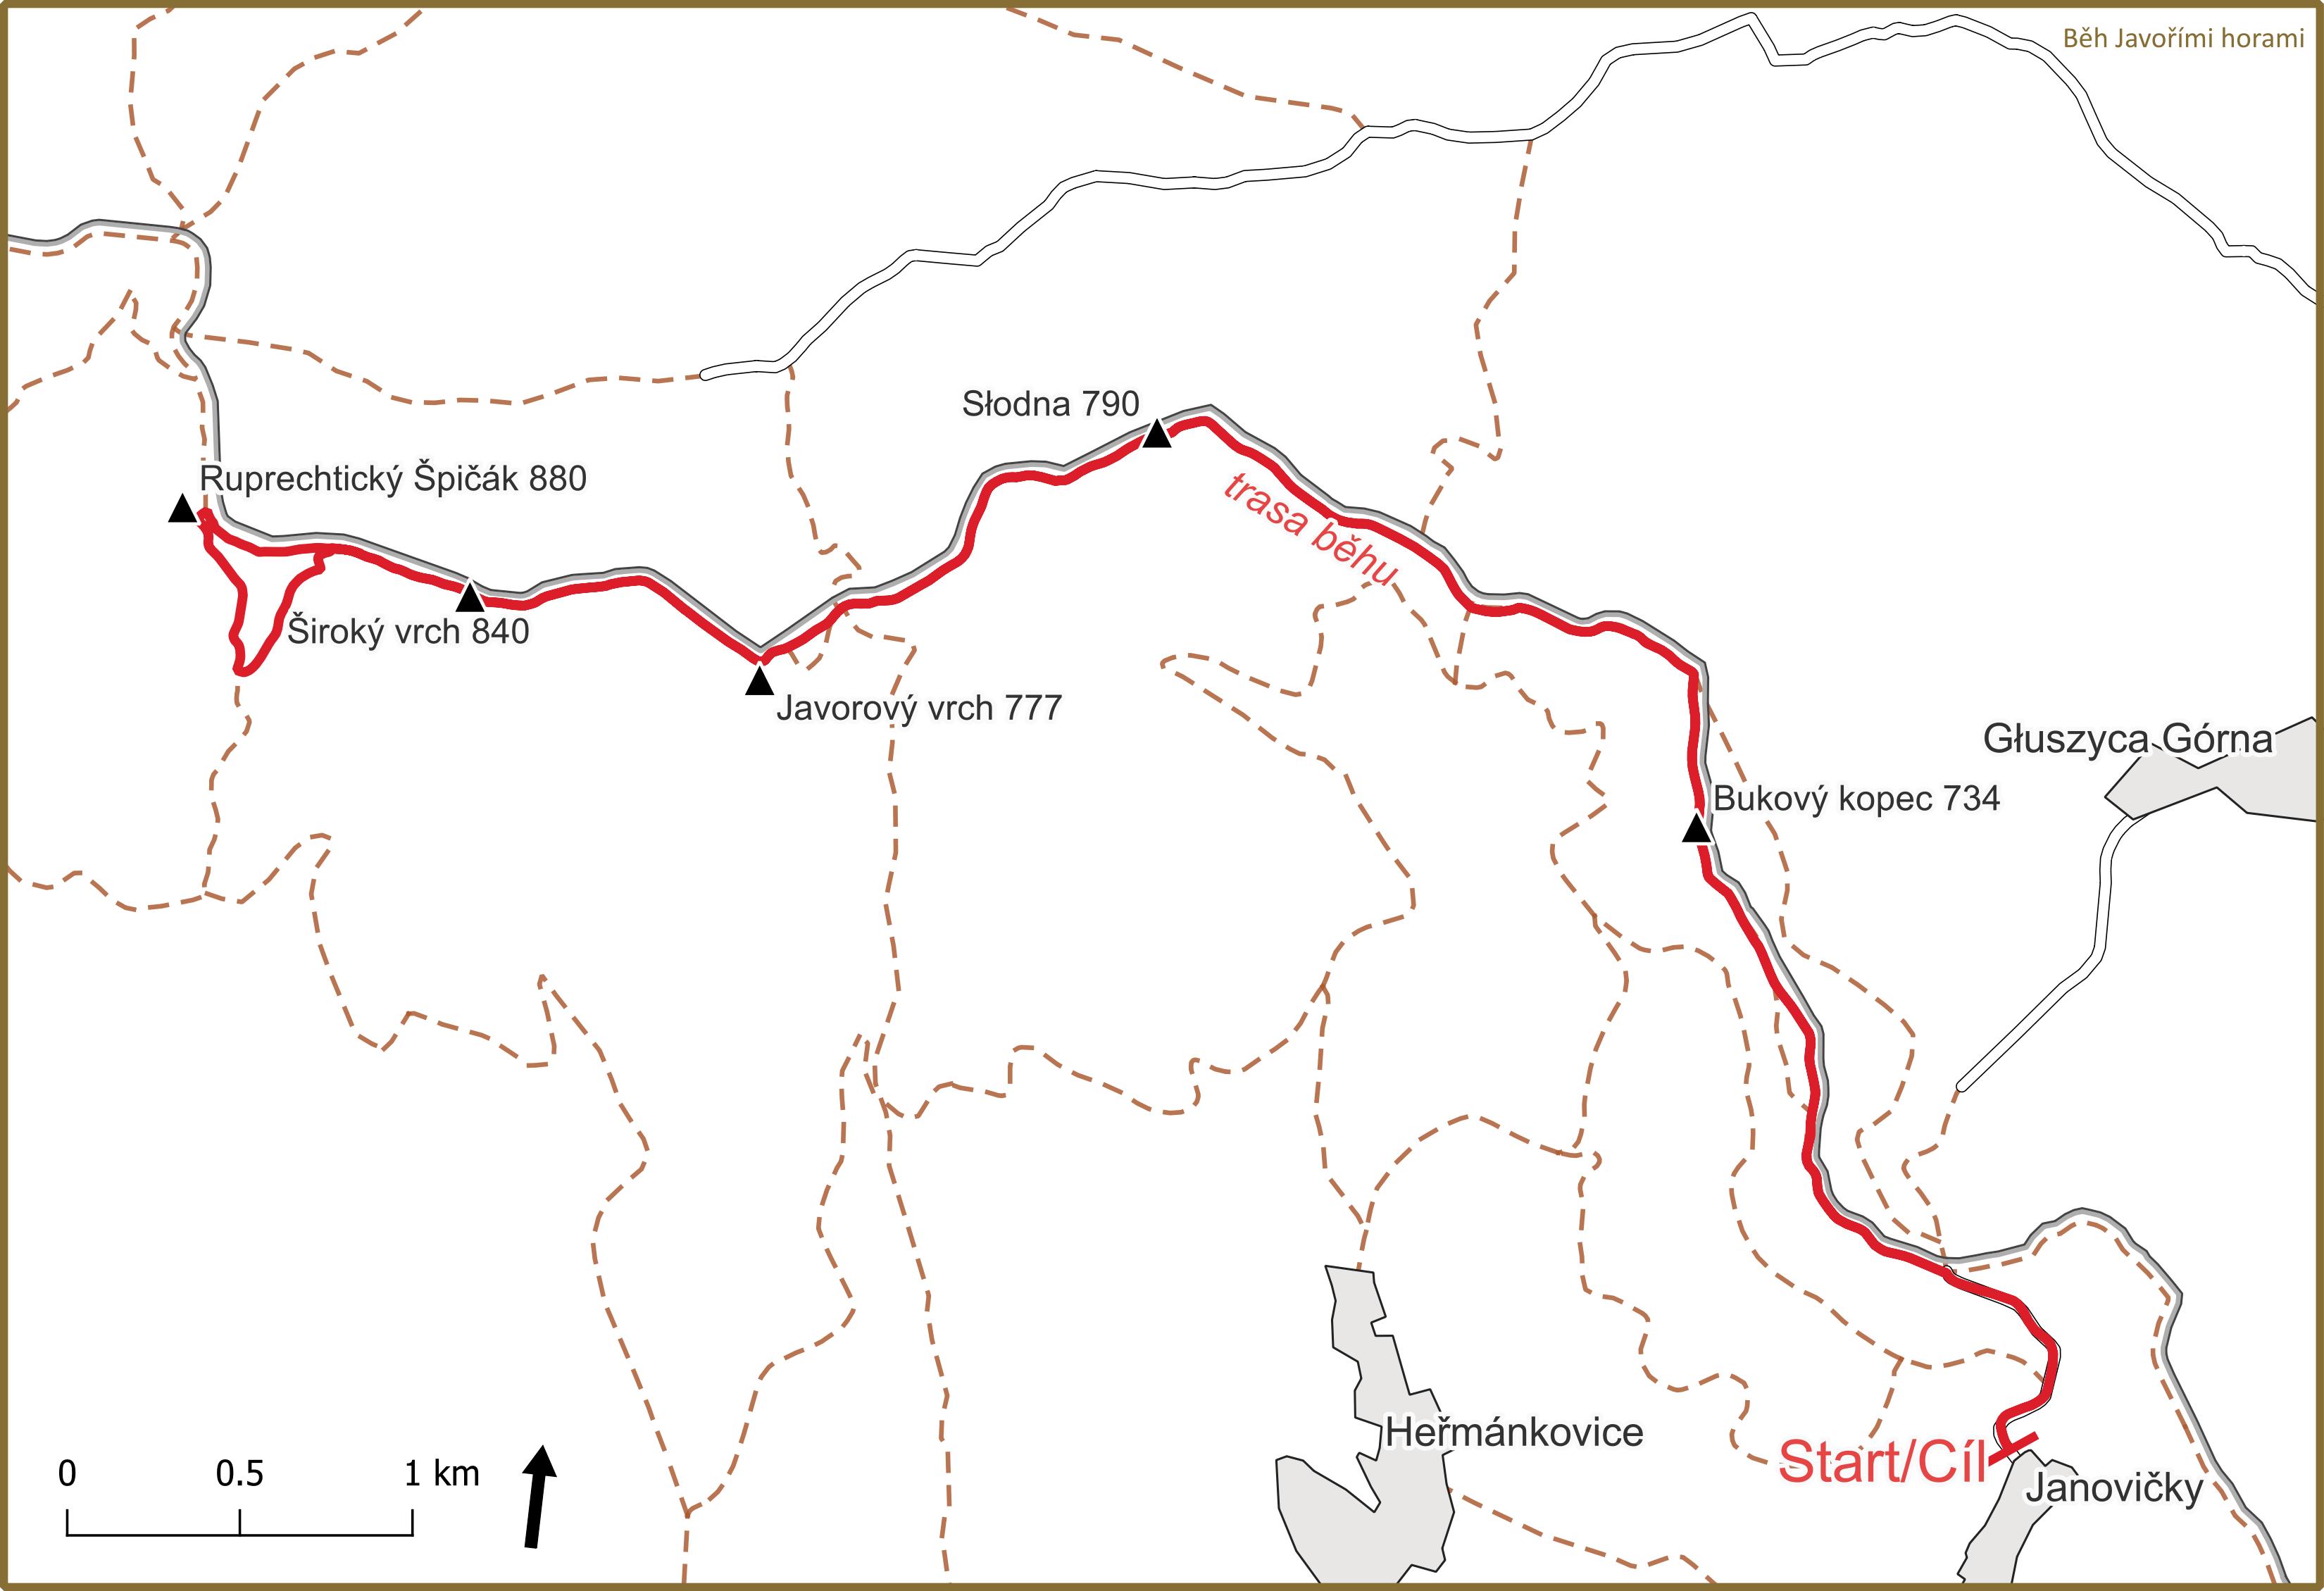 Běh Javořími horami
Słodna 790
Ruprechtický Špičák 880
trasa běhu
Široký vrch 840
Javorový vrch 777
Głuszyca Górna
Bukový kopec 734
Heřmánkovice
Start/Cíl
Janovičky
0 0.5 1 km